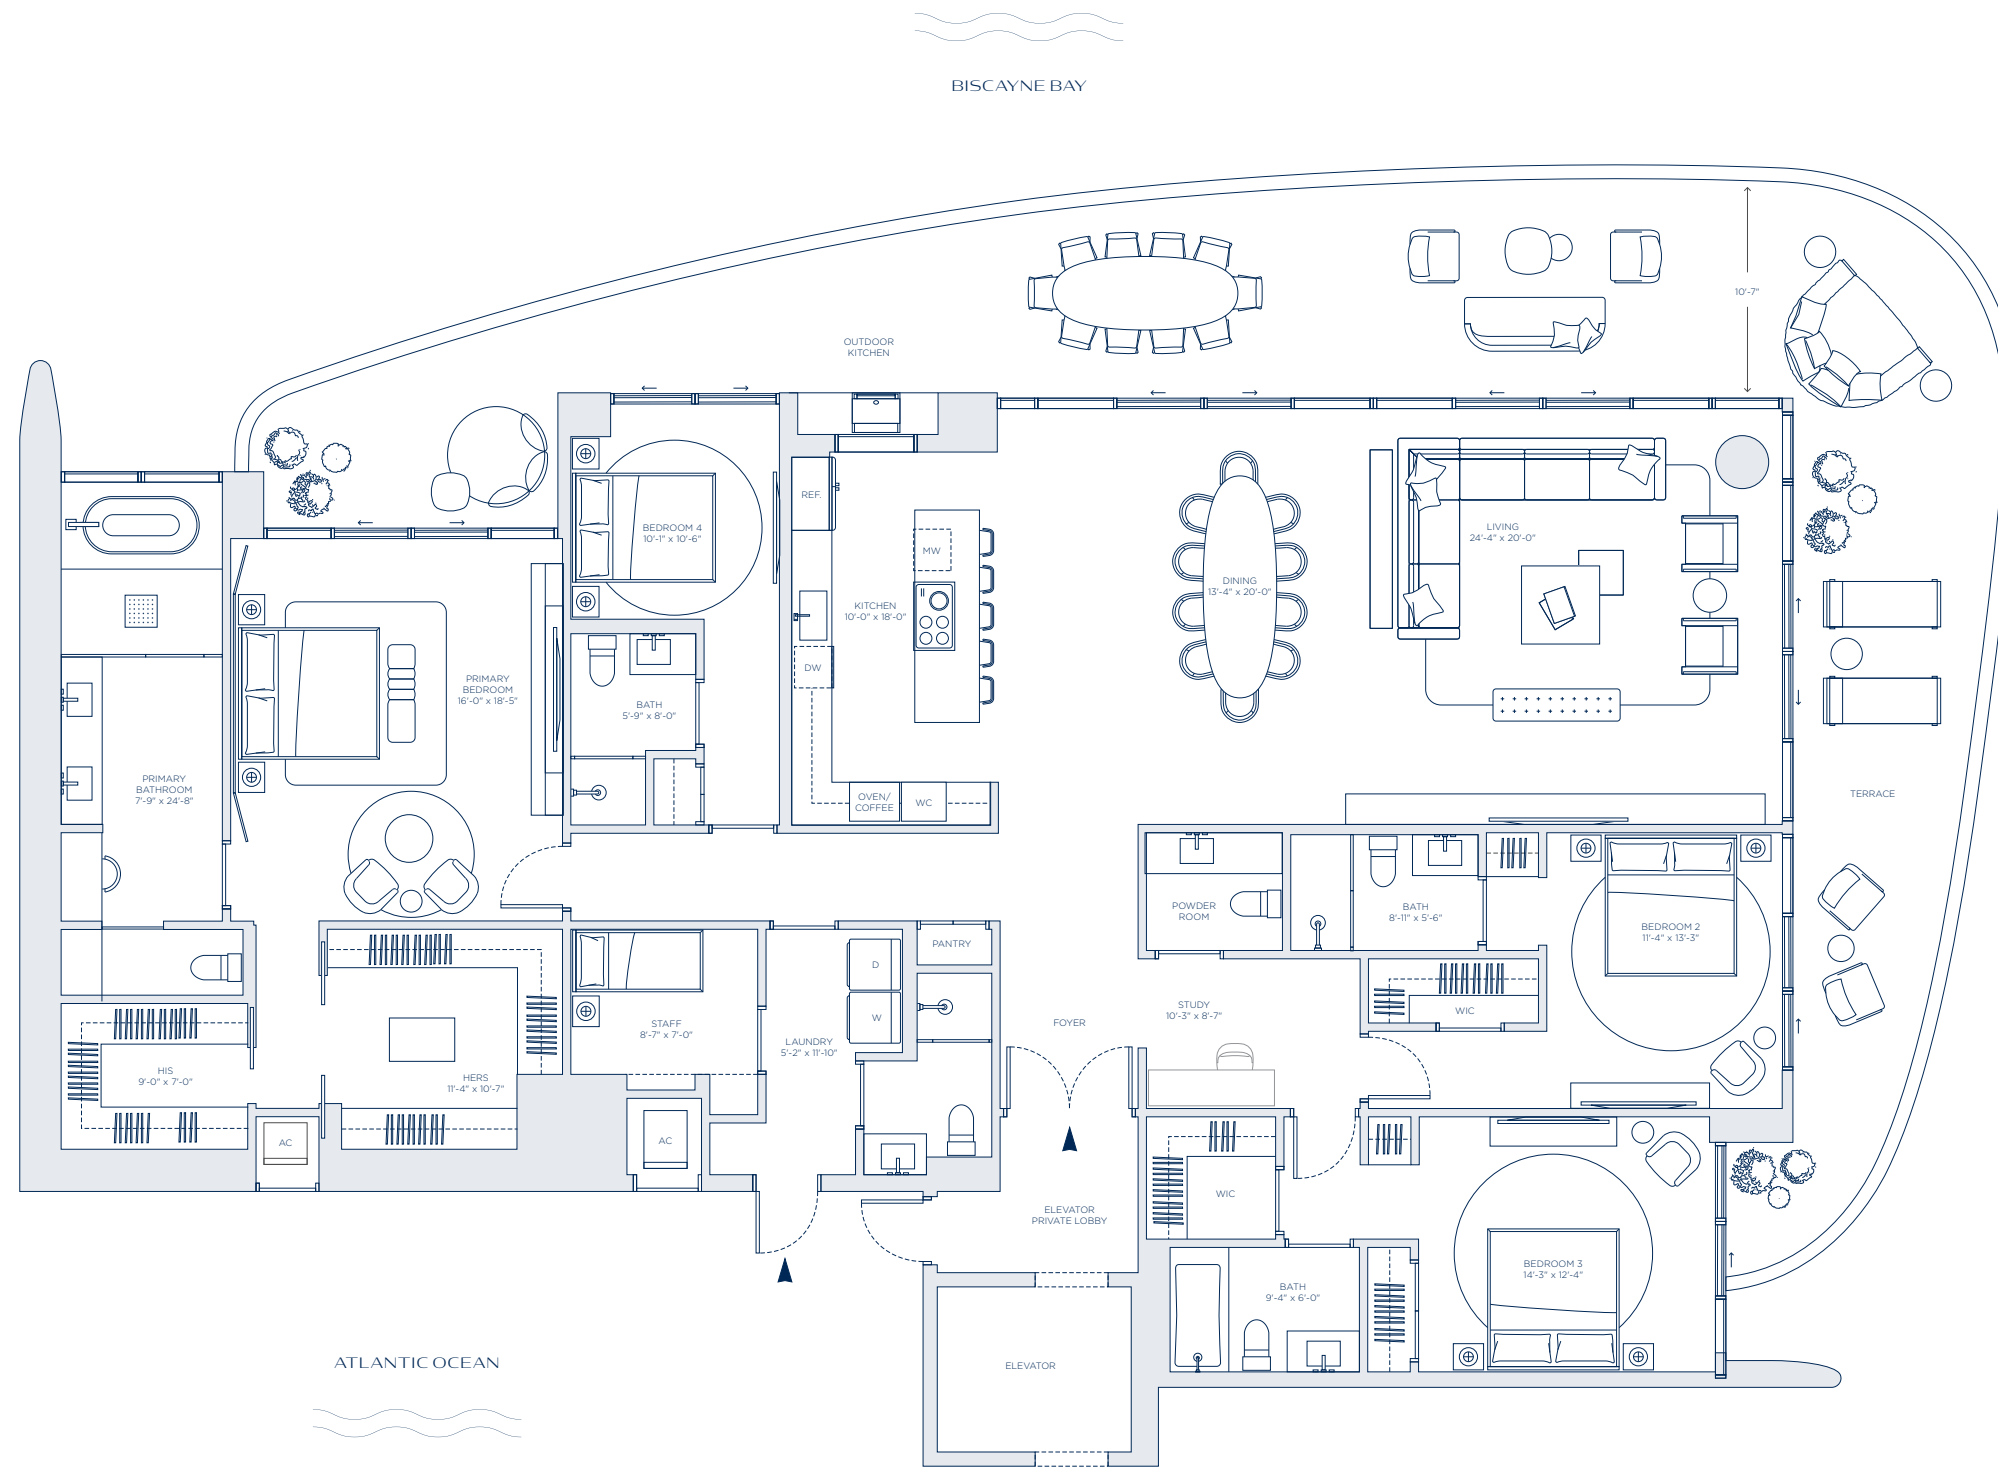 BISCAYNE BAY
10'-7"
OUTDOOR
KITCHEN
REF.
BEDROOM 4
10'-1" x 10'-6"
MW
LIVING
24'-4" x 20'-0"
DINING
13'-4" x 20'-0"
KITCHEN
10'-0" x 18'-0"
DW
PRIMARY
BEDROOM
16'-0" x 18'-5"
BATH
5'-9" x 8'-0"
PRIMARY
BATHROOM
7'-9" x 24'-8"
OVEN/
COFFEE
WC
TERRACE
POWDER
ROOM
BATH
8'-11" x 5'-6"
BEDROOM 2
11'-4" x 13'-3"
PANTRY
D
W
STUDY
10'-3" x 8'-7"
WIC
FOYER
STAFF
8'-7" x 7'-0"
LAUNDRY
5'-2" x 11'-10"
HIS
9'-0" x 7'-0"
HERS
11'-4" x 10'-7"
AC
AC
WIC
ELEVATOR
PRIVATE LOBBY
BEDROOM 3
14'-3" x 12'-4"
BATH
9'-4" x 6'-0"
ELEVATOR
ATLANTIC OCEAN